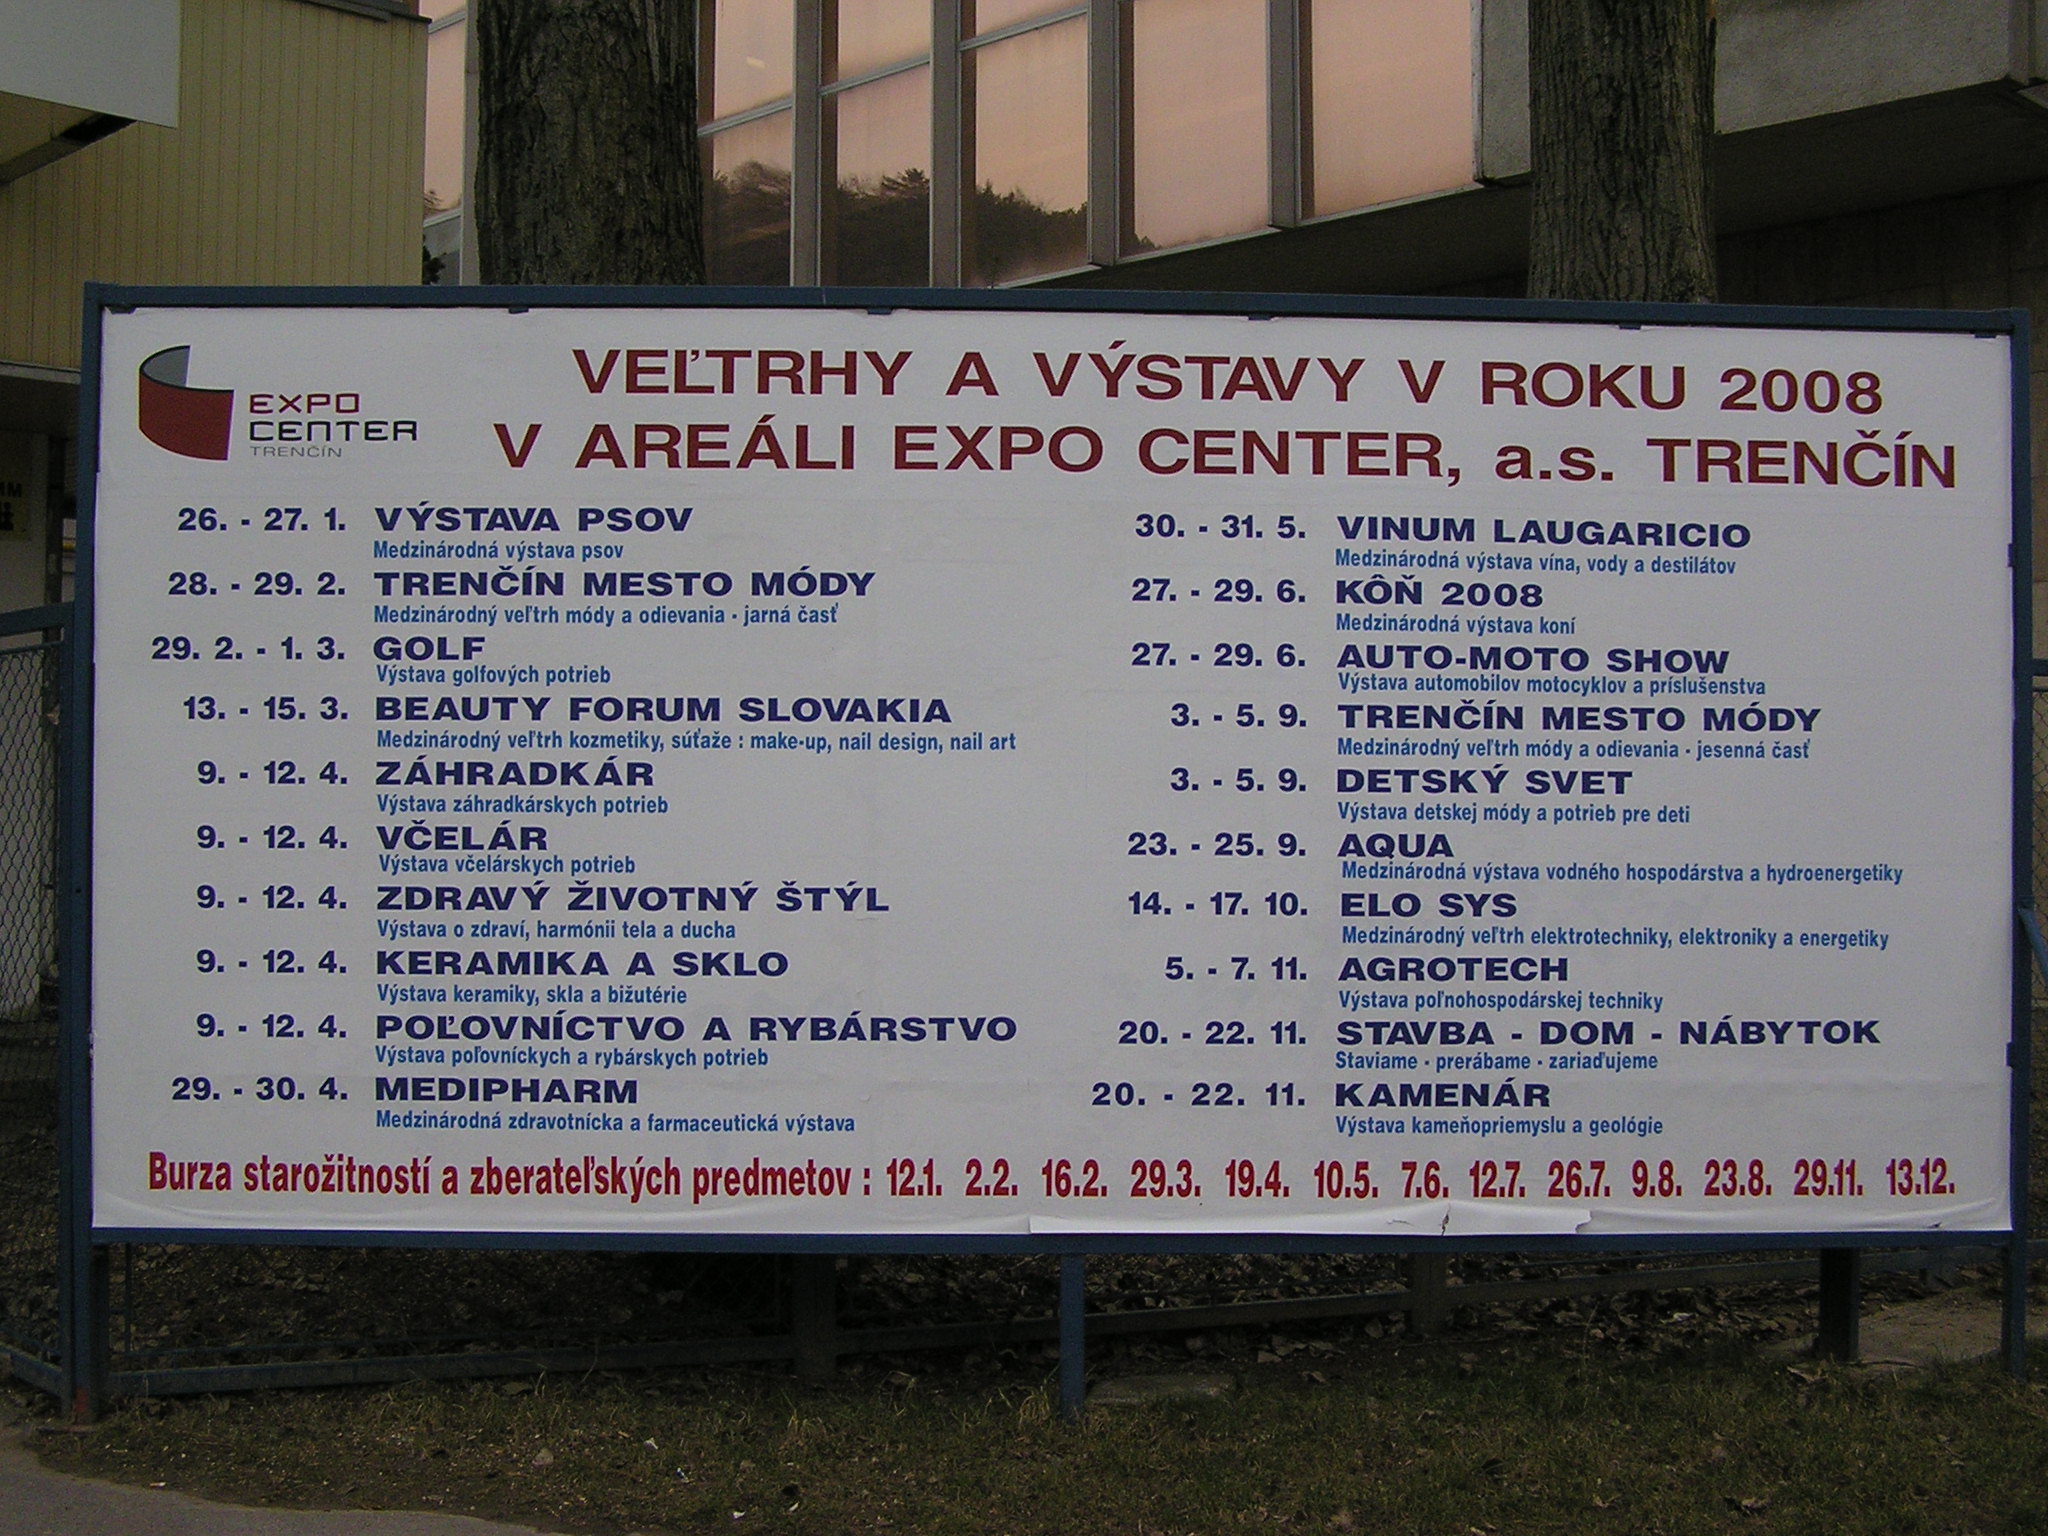 EXPO
CENTER
TRENČÍN
VEĽTRHY A VÝSTAVY V ROKU 2008
V AREÁLI EXPO CENTER, a.s. TRENČÍN
26. - 27. 1. VÝSTAVA PSOV
Medzinárodná výstava psov
28. - 29. 2. TRENČÍN MESTO MÓDY
Medzinárodný veľtrh módy a odievania - jarná časť
29. 2. - 1. 3. GOLF
Výstava golfových potrieb
13. - 15. 3. BEAUTY FORUM SLOVAKIA
Medzinárodný veľtrh kozmetiky, súťaže : make-up, nail design, nail art
9. - 12. 4. ZÁHRADKÁR
Výstava záhradkárskych potrieb
9. - 12. 4. VČELÁR
Výstava včelárskych potrieb
9. - 12. 4. ZDRAVÝ ŽIVOTNÝ ŠTÝL
Výstava o zdraví, harmónii tela a ducha
9. - 12. 4. KERAMIKA A SKLO
Výstava keramiky, skla a bižutérie
9. - 12. 4. POĽOVNÍCTVO A RYBÁRSTVO
Výstava poľovníckych a rybárskych potrieb
29. - 30. 4. MEDIPHARM
Medzinárodná zdravotnícka a farmaceutická výstava
30. - 31. 5. VINUM LAUGARICIO
Medzinárodná výstava vína, vody a destilátov
27. - 29. 6. KÔŇ 2008
Medzinárodná výstava koní
27. - 29. 6. AUTO-MOTO SHOW
Výstava automobilov motocyklov a príslušenstva
3. - 5. 9. TRENČÍN MESTO MÓDY
Medzinárodný veľtrh módy a odievania - jesenná časť
3. - 5. 9. DETSKÝ SVET
Výstava detskej módy a potrieb pre deti
23. - 25. 9. AQUA
Medzinárodná výstava vodného hospodárstva a hydroenergetiky
14. - 17. 10. ELO SYS
Medzinárodný veľtrh elektrotechniky, elektroniky a energetiky
5. - 7. 11. AGROTECH
Výstava poľnohospodárskej techniky
20. - 22. 11. STAVBA - DOM - NÁBYTOK
Staviame - prerábame - zariaďujeme
20. - 22. 11. KAMENÁR
Výstava kameňopriemyslu a geológie
Burza starožitností a zberateľských predmetov : 12.1. 2.2. 16.2. 29.3. 19.4. 10.5. 7.6. 12.7. 26.7. 9.8. 23.8. 29.11. 13.12.